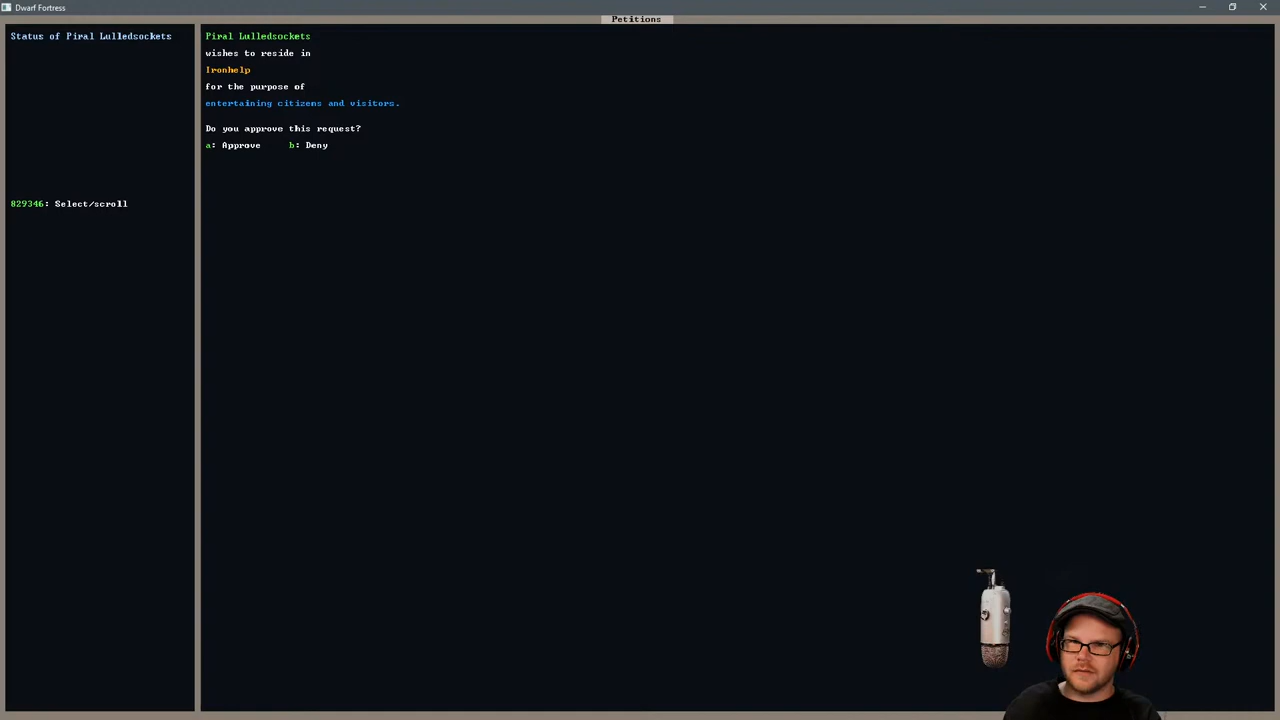 Dwarf Fortress
Petitions
Status of Piral Lulledsockets
829346: Select/scroll
Piral Lulledsockets
wishes to reside in
Ironhelp
for the purpose of
entertaining citizens and visitors.
Do you approve this request?
a: Approve b: Deny